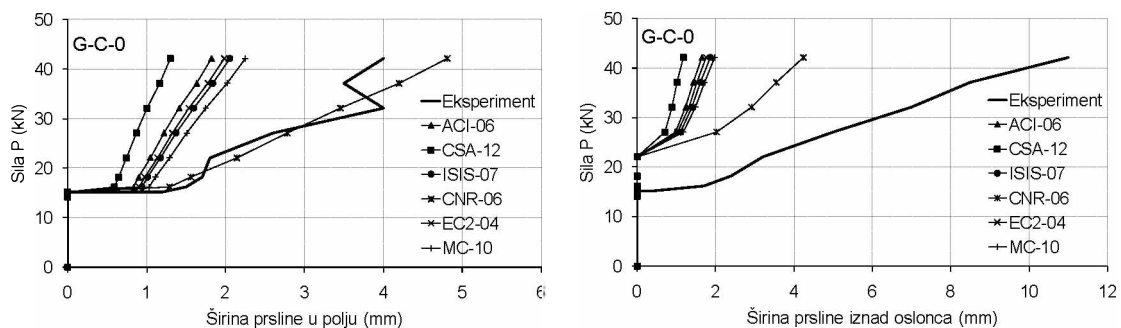 50
40
30
20
10
0
Sila P (kN)
G-C-0
Eksperiment
ACI-06
CSA-12
ISIS-07
CNR-06
EC2-04
MC-10
0 1 2 3 4 5 6
Širina prsline u polju (mm)
50
40
30
20
10
0
Sila P (kN)
G-C-0
Eksperiment
ACI-06
CSA-12
ISIS-07
CNR-06
EC2-04
MC-10
0 2 4 6 8 10 12
Širina prsline iznad oslonca (mm)